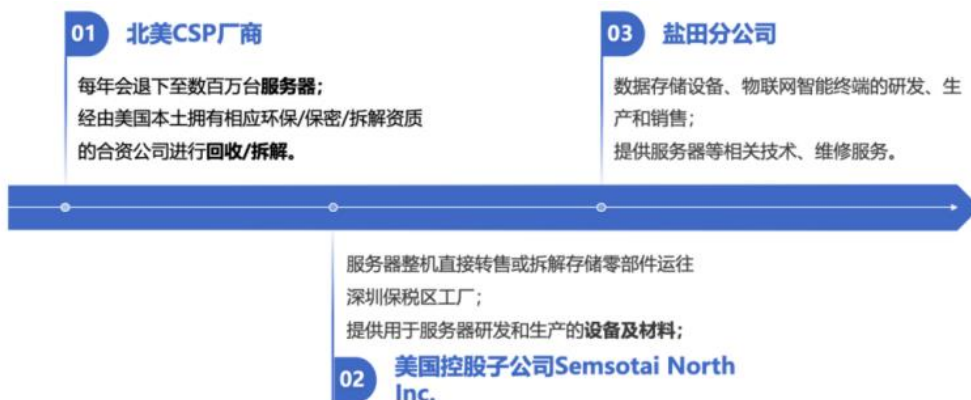 01 北美CSP厂商
每年会退下至数百万台服务器；
经由美国本土拥有相应环保/保密/拆解资质
的合资公司进行回收/拆解。
03 盐田分公司
数据存储设备、物联网智能终端的研发、生
产和销售；
提供服务器等相关技术、维修服务。
服务器整机直接转售或拆解存储零部件运往
深圳保税区工厂；
提供用于服务器研发和生产的设备及材料；
02 美国控股子公司Semsotai North
Inc.